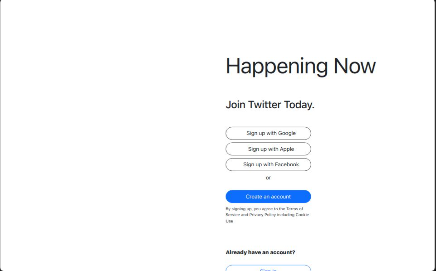 Happening Now
Join Twitter Today.
Sign up with Google
Sign up with Apple
Sign up with Facebook
or
Create an account
By signing up, you agree to the Terms of
Service and Privacy Policy including Cookie
Use
Already have an account?